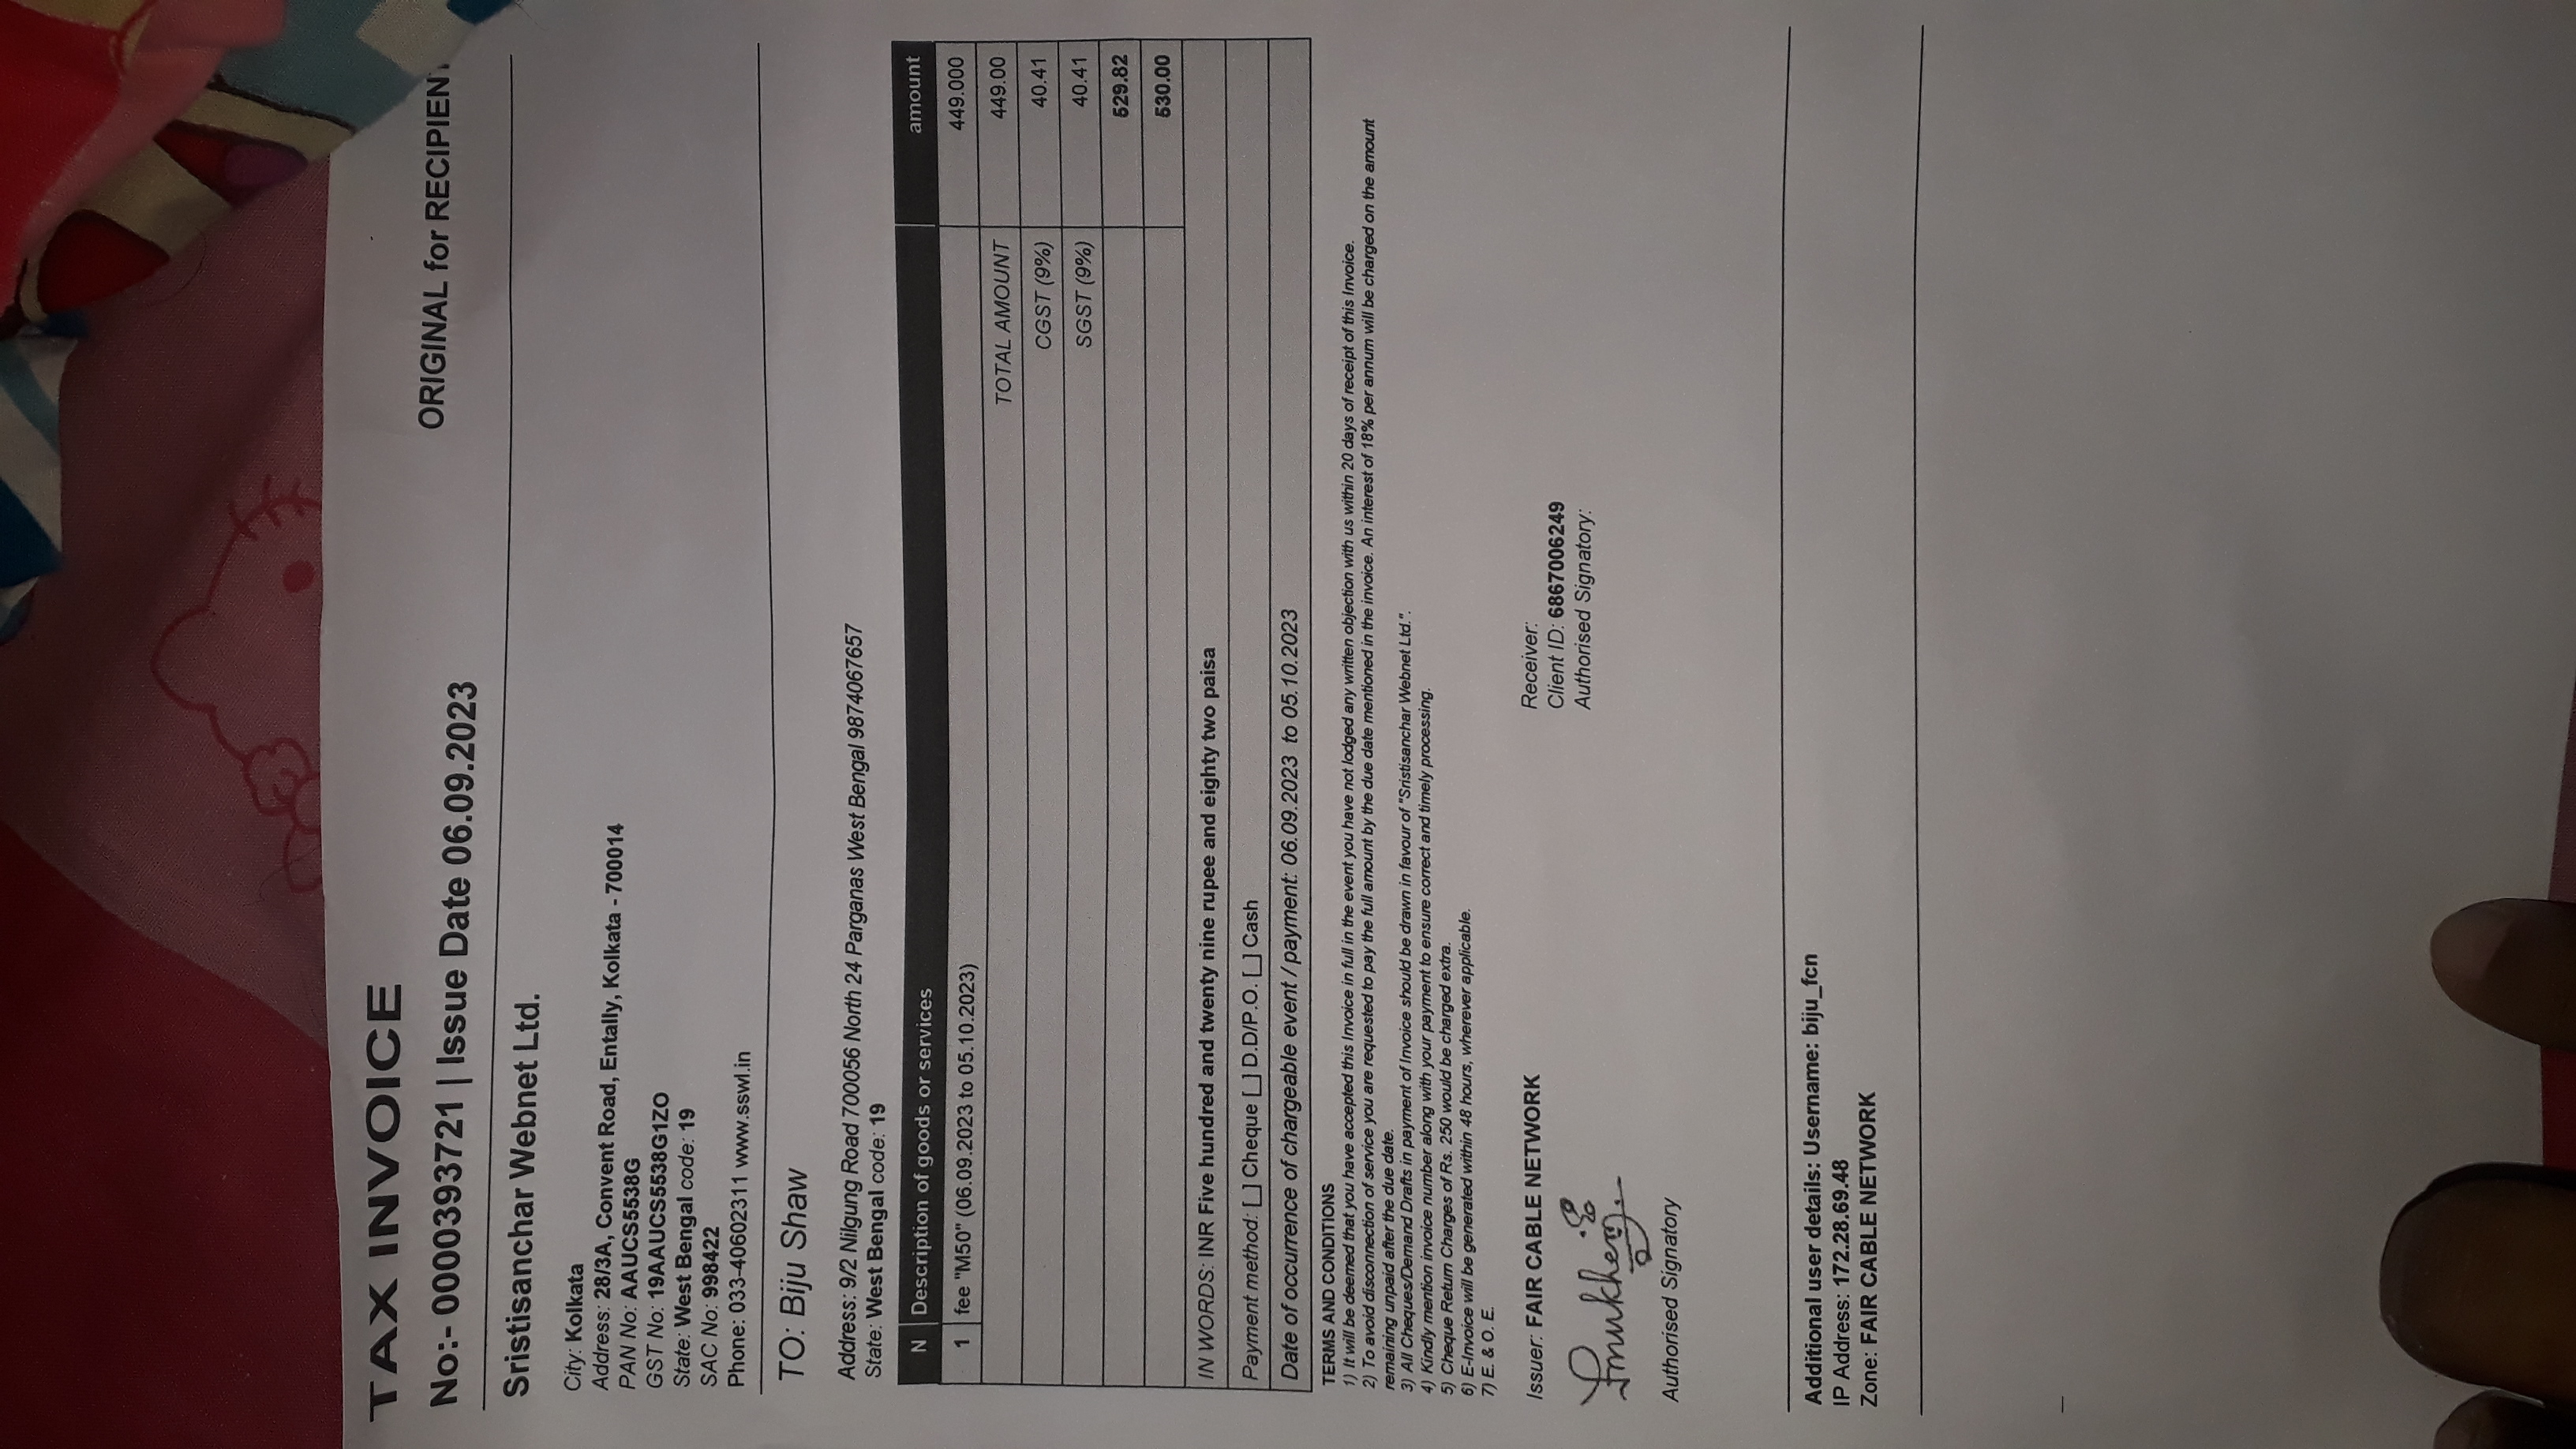 TAX INVOICE
No:- 0000393721 | Issue Date 06.09.2023
ORIGINAL for RECIPIENT
Sristisanchar Webnet Ltd.
City: Kolkata
Address: 28/3A, Convent Road, Entally, Kolkata - 700014
PAN No: AAUCS5538G
GST No: 19AAUCS5538G1ZO
State: West Bengal code: 19
SAC No: 998422
Phone: 033-40602311 www.sswl.in
TO: Biju Shaw
Address: 9/2 Nilgung Road 700056 North 24 Parganas West Bengal 9874067657
State: West Bengal code: 19
N Description of goods or services amount
1 fee "M50" (06.09.2023 to 05.10.2023) 449.000
TOTAL AMOUNT 449.00
CGST (9%) 40.41
SGST (9%) 40.41
529.82
530.00
IN WORDS: INR Five hundred and twenty nine rupee and eighty two paisa
Payment method: [_] Cheque [_] D.D/P.O. [_] Cash
Date of occurrence of chargeable event / payment: 06.09.2023 to 05.10.2023
TERMS AND CONDITIONS
1) It will be deemed that you have accepted this Invoice in full in the event you have not lodged any written objection with us within 20 days of receipt of this Invoice.
2) To avoid disconnection of service you are requested to pay the full amount by the due date mentioned in the invoice. An interest of 18% per annum will be charged on the amount
remaining unpaid after the due date.
3) All Cheques/Demand Drafts in payment of Invoice should be drawn in favour of "Sristisanchar Webnet Ltd.".
4) Kindly mention invoice number along with your payment to ensure correct and timely processing.
5) Cheque Return Charges of Rs. 250 would be charged extra.
6) E-Invoice will be generated within 48 hours, wherever applicable.
7) E. & O. E.
Issuer: FAIR CABLE NETWORK
Authorised Signatory
Receiver:
Client ID: 6867006249
Authorised Signatory:
Additional user details: Username: biju_fcn
IP Address: 172.28.69.48
Zone: FAIR CABLE NETWORK